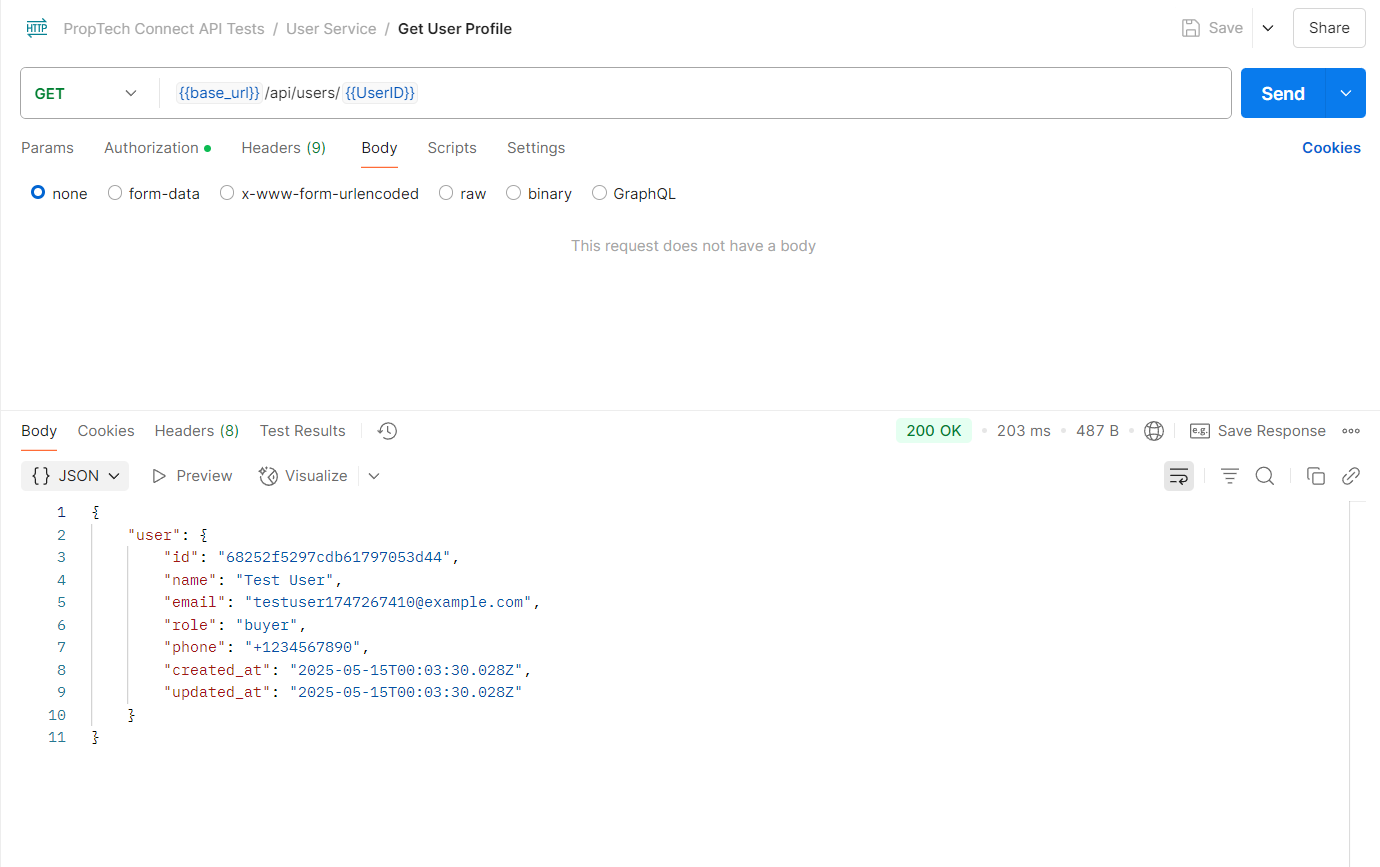 HTTP PropTech Connect API Tests / User Service / Get User Profile Save Share
GET {{base_url}} /api/users/ {{UserID}} Send
Params Authorization Headers (9) Body Scripts Settings Cookies
none form-data x-www-form-urlencoded raw binary GraphQL
This request does not have a body
Body Cookies Headers (8) Test Results 200 OK 203 ms 487 B e.g. Save Response
{} JSON Preview Visualize
1 {
2 "user": {
3 "id": "68252f5297cdb61797053d44",
4 "name": "Test User",
5 "email": "testuser1747267410@example.com",
6 "role": "buyer",
7 "phone": "+1234567890",
8 "created_at": "2025-05-15T00:03:30.028Z",
9 "updated_at": "2025-05-15T00:03:30.028Z"
10 }
11 }